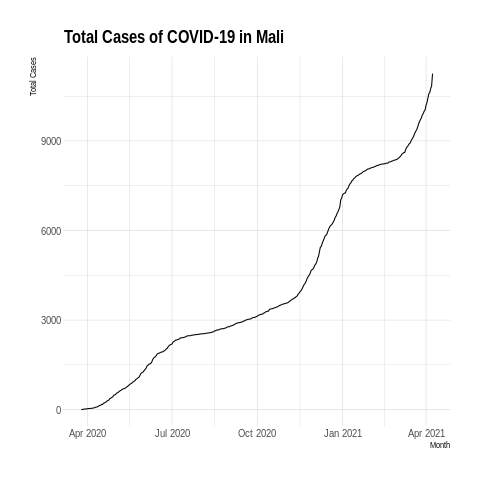 Total Cases of COVID-19 in Mali
Total Cases
9000
6000
3000
0
Apr 2020 Jul 2020 Oct 2020 Jan 2021 Apr 2021
Month